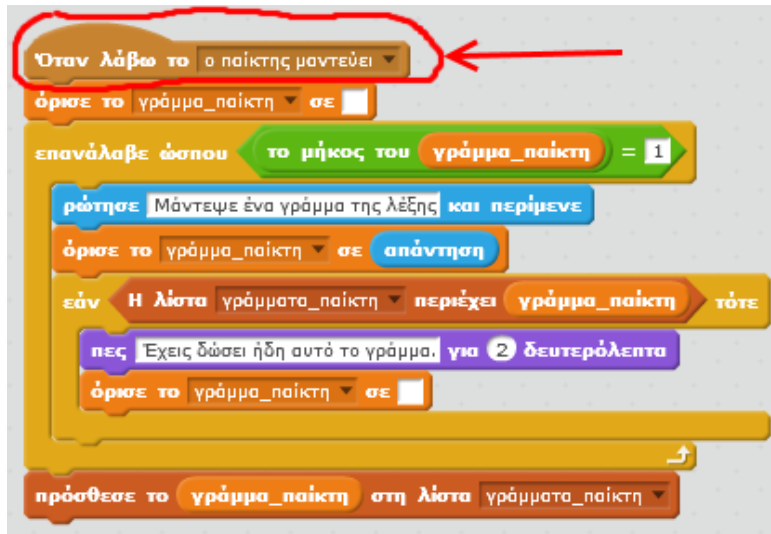 Όταν λάβω το ο παίκτης μαντεύει
όρισε το γράμμα_παίκτη σε
επανάλαβε ώσπου το μήκος του γράμμα_παίκτη = 1
ρώτησε Μάντεψε ένα γράμμα της λέξης και περίμενε
όρισε το γράμμα_παίκτη σε απάντηση
εάν Η λίστα γράμματα_παίκτη περιέχει γράμμα_παίκτη τότε
πες Έχεις δώσει ήδη αυτό το γράμμα. για 2 δευτερόλεπτα
όρισε το γράμμα_παίκτη σε
πρόσθεσε το γράμμα_παίκτη στη λίστα γράμματα_παίκτη